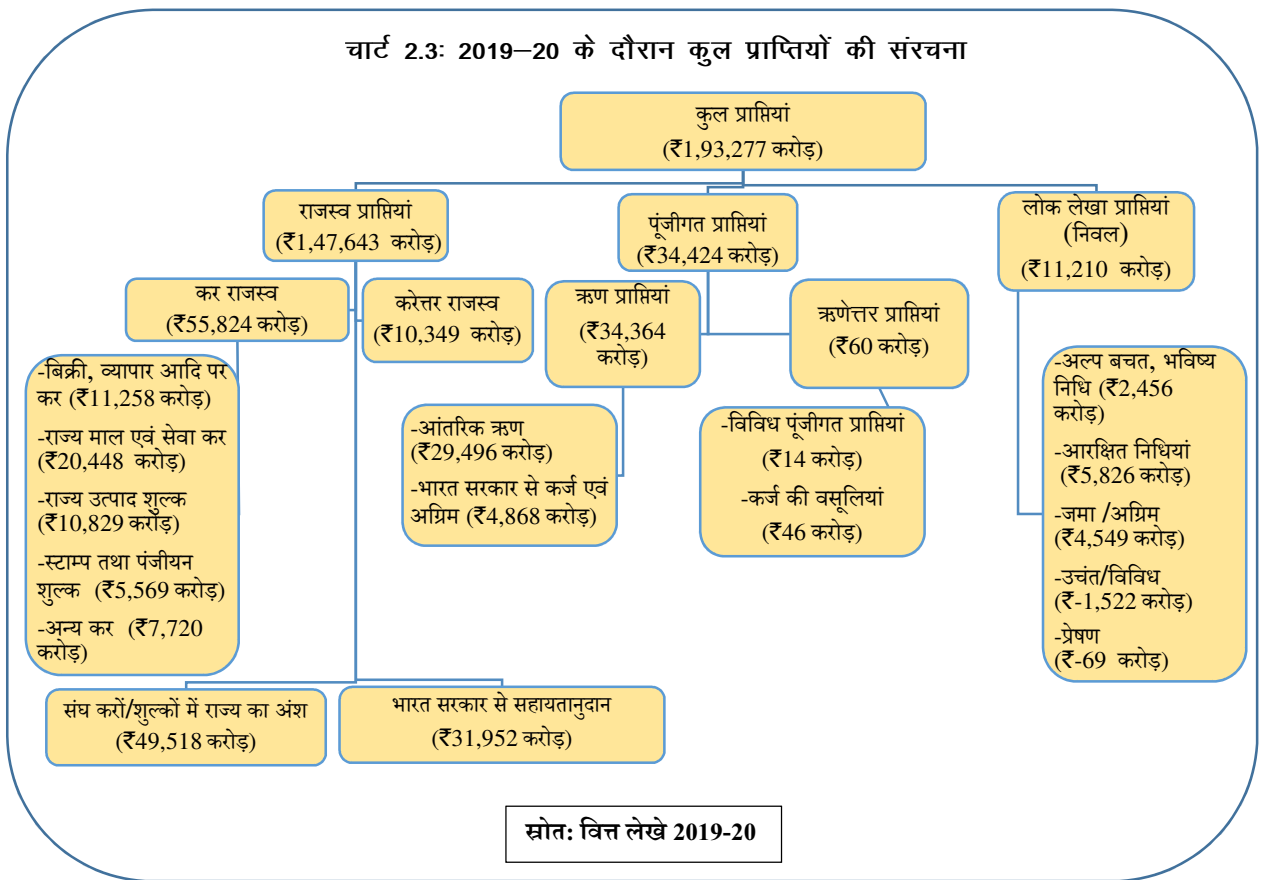 चार्ट 2.3: 2019–20 के दौरान कुल प्राप्तियों की संरचना
कुल प्राप्तियां
(₹1,93,277 करोड़)
राजस्व प्राप्तियां
(₹1,47,643 करोड़)
पूंजीगत प्राप्तियां
(₹34,424 करोड़)
लोक लेखा प्राप्तियां
(निवल)
(₹11,210 करोड़)
कर राजस्व
(₹55,824 करोड़)
करेत्तर राजस्व
(₹10,349 करोड़)
ऋण प्राप्तियां
(₹34,364
करोड़)
ऋणेत्तर प्राप्तियां
(₹60 करोड़)
-बिक्री, व्यापार आदि पर
कर (₹11,258 करोड़)
-राज्य माल एवं सेवा कर
(₹20,448 करोड़)
-राज्य उत्पाद शुल्क
(₹10,829 करोड़)
-स्टाम्प तथा पंजीयन
शुल्क (₹5,569 करोड़)
-अन्य कर (₹7,720
करोड़)
-आंतरिक ऋण
(₹29,496 करोड़)
-भारत सरकार से कर्ज एवं
अग्रिम (₹4,868 करोड़)
-विविध पूंजीगत प्राप्तियां
(₹14 करोड़)
-कर्ज की वसूलियां
(₹46 करोड़)
-अल्प बचत, भविष्य
निधि (₹2,456
करोड़)
-आरक्षित निधियां
(₹5,826 करोड़)
-जमा /अग्रिम
(₹4,549 करोड़)
-उचंत/विविध
(₹-1,522 करोड़)
-प्रेषण
(₹-69 करोड़)
संघ करों/शुल्कों में राज्य का अंश
(₹49,518 करोड़)
भारत सरकार से सहायतानुदान
(₹31,952 करोड़)
स्रोत: वित्त लेखे 2019-20